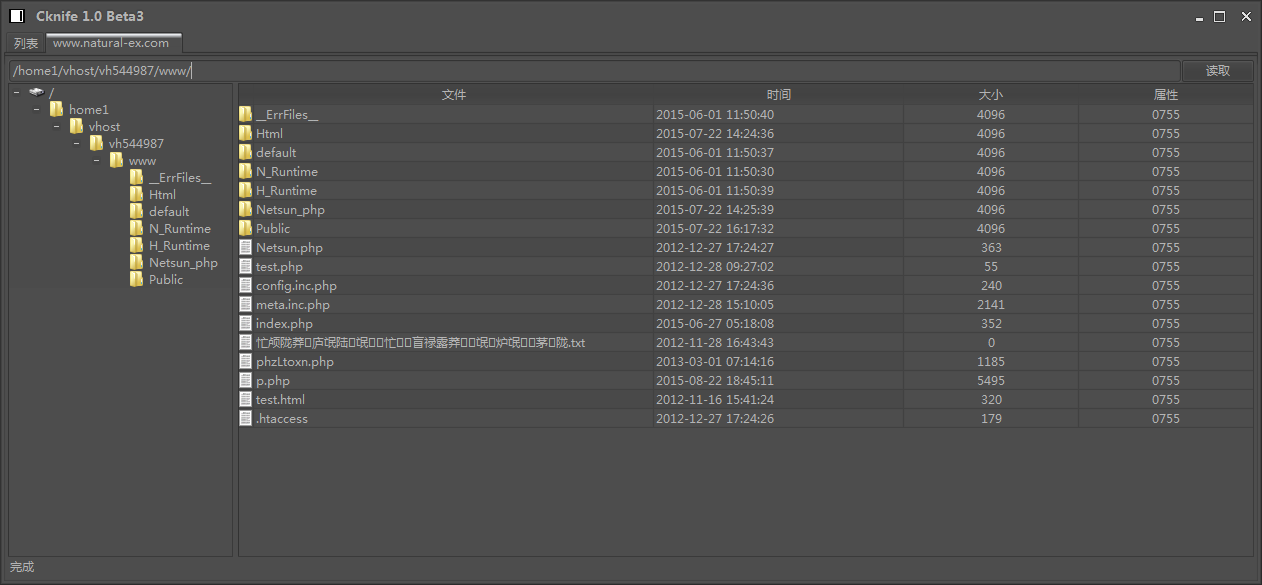 Cknife 1.0 Beta3
列表 www.natural-ex.com
/home1/vhost/vh544987/www/ 读取
/
home1
vhost
vh544987
www
__ErrFiles__
Html
default
N_Runtime
H_Runtime
Netsun_php
Public
文件 时间 大小 属性
__ErrFiles__ 2015-06-01 11:50:40 4096 0755
Html 2015-07-22 14:24:36 4096 0755
default 2015-06-01 11:50:37 4096 0755
N_Runtime 2015-06-01 11:50:30 4096 0755
H_Runtime 2015-06-01 11:50:39 4096 0755
Netsun_php 2015-07-22 14:25:39 4096 0755
Public 2015-07-22 16:17:32 4096 0755
Netsun.php 2012-12-27 17:24:27 363 0755
test.php 2012-12-28 09:27:02 55 0755
config.inc.php 2012-12-27 17:24:36 240 0755
meta.inc.php 2012-12-28 15:10:05 2141 0755
index.php 2015-06-27 05:18:08 352 0755
.txt 2012-11-28 16:43:43 0 0755
phzLtoxn.php 2013-03-01 07:14:16 1185 0755
p.php 2015-08-22 18:45:11 5495 0755
test.html 2012-11-16 15:41:24 320 0755
.htaccess 2012-12-27 17:24:26 179 0755
完成